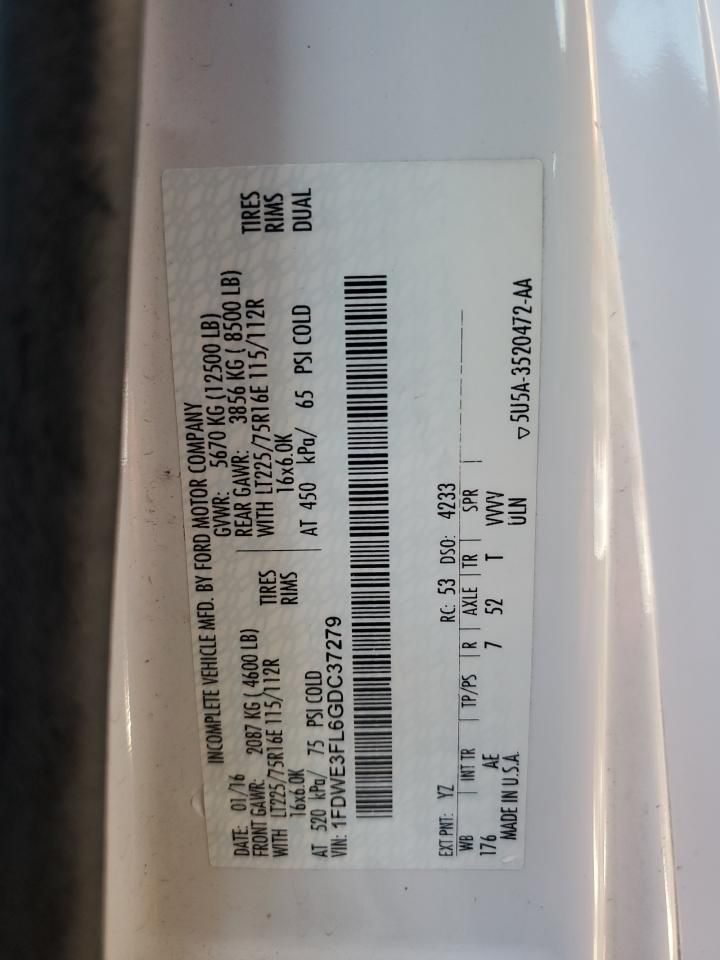 INCOMPLETE VEHICLE MFD. BY FORD MOTOR COMPANY
DATE: 01/16 GVWR: 5670 KG (12500 LB)
FRONT GAWR: 2087 KG ( 4600 LB) REAR GAWR: 3856 KG ( 8500 LB)
WITH LT225/75R16E 115/112R TIRES WITH LT225/75R16E 115/112R TIRES
16x6.0K RIMS 16x6.0K RIMS
AT 520 kPa/ 75 PSI COLD AT 450 kPa/ 65 PSI COLD DUAL
VIN: 1FDWE3FL6GDC37279
EXT PNT: YZ RC: 53 DSO: 4233
WB INT TR TP/PS R AXLE TR SPR
176 AE 7 52 T VVV
MADE IN U.S.A. ULN
▽5U5A-3520472-AA